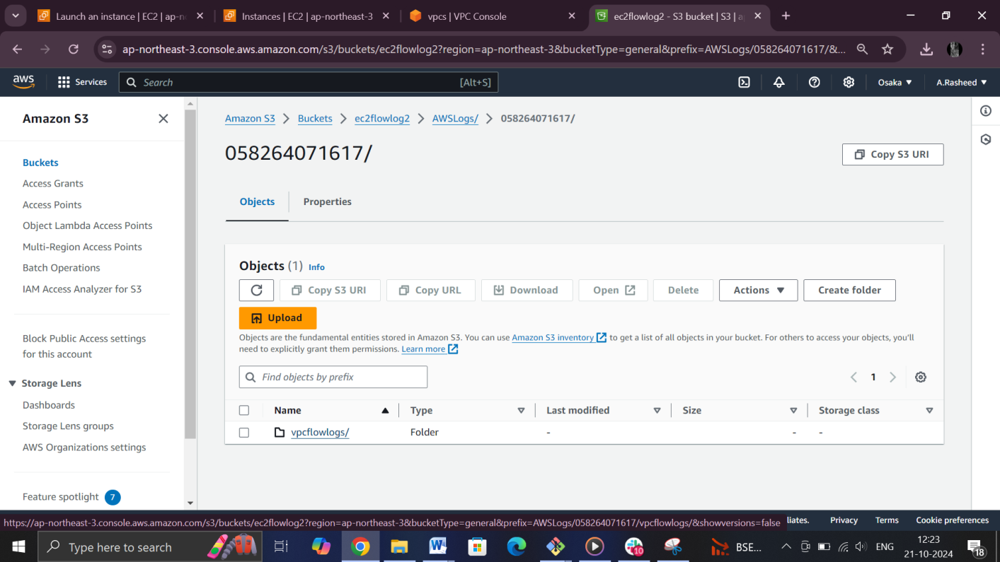 Launch an instance | EC2 | ap-n
Instances | EC2 | ap-northeast-3
vpcs | VPC Console
ec2flowlog2 - S3 bucket | S3 | a
ap-northeast-3.console.aws.amazon.com/s3/buckets/ec2flowlog2?region=ap-northeast-3&bucketType=general&prefix=AWSLogs/058264071617/&...
aws
Services
Search
[Alt+S]
Osaka
A.Rasheed
Amazon S3
Buckets
Access Grants
Access Points
Object Lambda Access Points
Multi-Region Access Points
Batch Operations
IAM Access Analyzer for S3
Block Public Access settings
for this account
Storage Lens
Dashboards
Storage Lens groups
AWS Organizations settings
Feature spotlight 7
Amazon S3 > Buckets > ec2flowlog2 > AWSLogs/ > 058264071617/
058264071617/
Copy S3 URI
Objects
Properties
Objects (1) Info
Copy S3 URI
Copy URL
Download
Open
Delete
Actions
Create folder
Upload
Objects are the fundamental entities stored in Amazon S3. You can use Amazon S3 inventory to get a list of all objects in your bucket. For others to access your objects, you'll
need to explicitly grant them permissions. Learn more
Find objects by prefix
1
Name Type Last modified Size Storage class
vpcflowlogs/ Folder - - -
https://ap-northeast-3.console.aws.amazon.com/s3/buckets/ec2flowlog2?region=ap-northeast-3&bucketType=general&prefix=AWSLogs/058264071617/vpcflowlogs/&showversions=false
liates.
Privacy
Terms
Cookie preferences
Type here to search
10
BSE...
ENG
12:23
21-10-2024
18